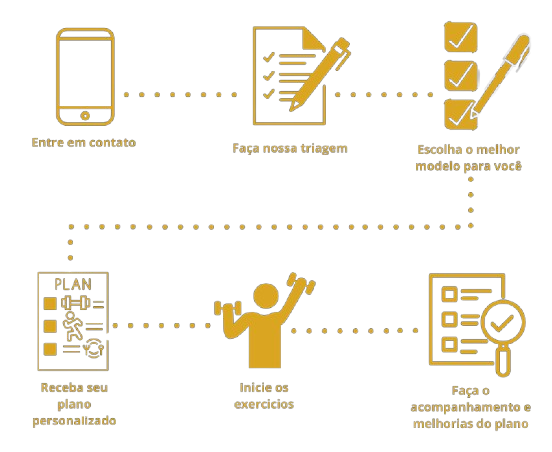 Entre em contato
Faça nossa triagem
Escolha o melhor
modelo para você
PLAN
Receba seu
plano
personalizado
Inicie os
exercícios
Faça o
acompanhamento e
melhorias do plano